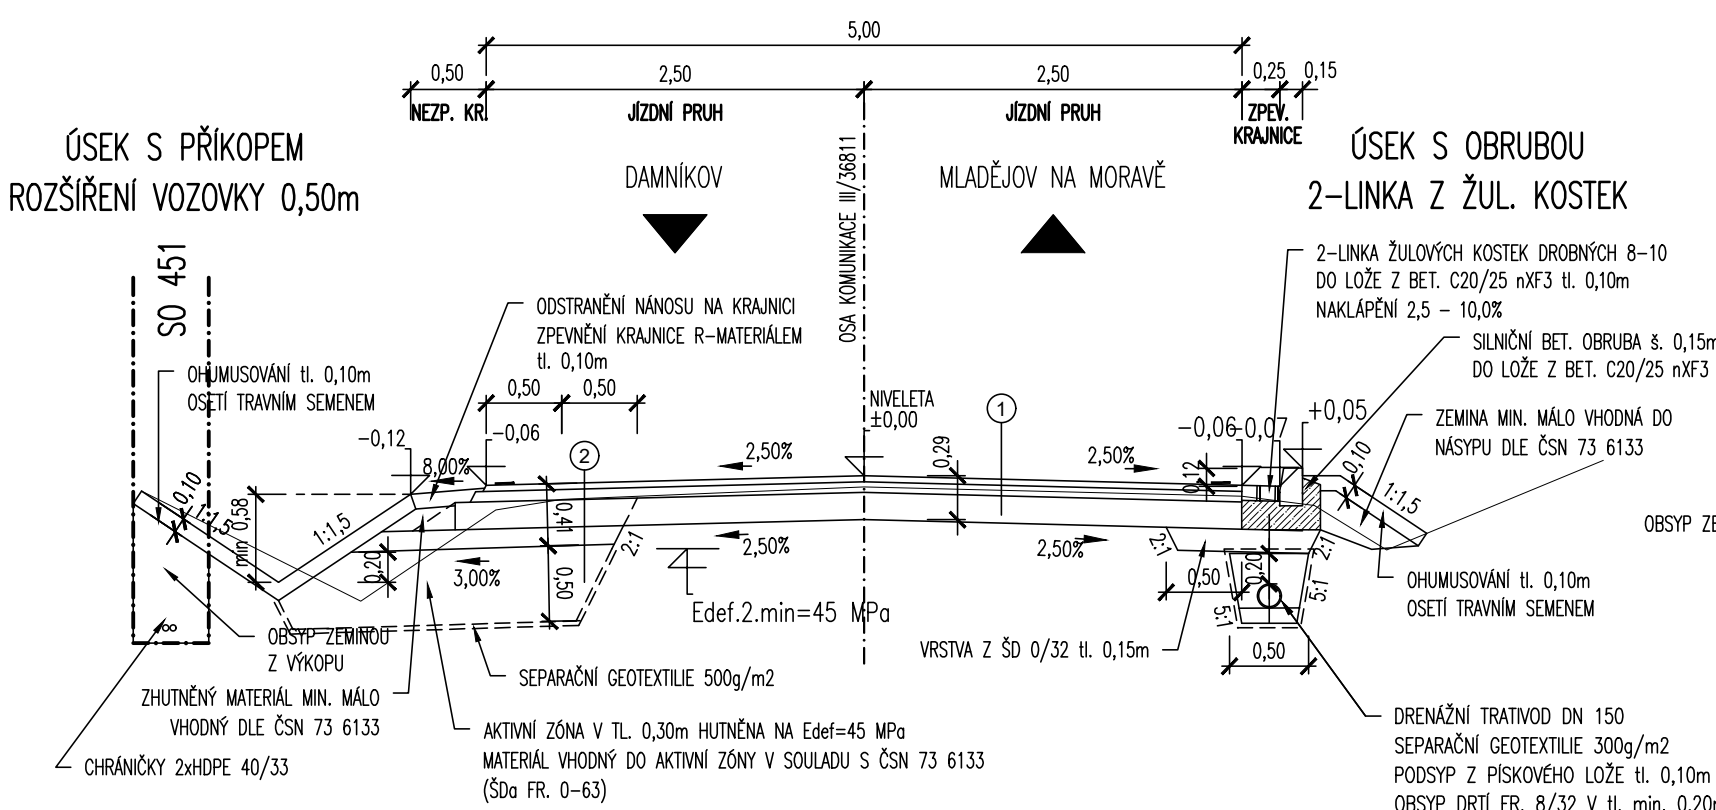 5,00
0,50
2,50
2,50
0,25
0,15
NEZP. KR.
JÍZDNÍ PRUH
JÍZDNÍ PRUH
ZPEV.
KRAJNICE
ÚSEK S PŘÍKOPEM
ROZŠÍŘENÍ VOZOVKY 0,50m
DAMNÍKOV
MLADĚJOV NA MORAVĚ
OSA KOMUNIKACE III/36811
ÚSEK S OBRUBOU
2-LINKA Z ŽUL. KOSTEK
SO 451
2-LINKA ŽULOVÝCH KOSTEK DROBNÝCH 8-10
DO LOŽE Z BET. C20/25 nXF3 tl. 0,10m
NAKLÁPĚNÍ 2,5 - 10,0%
ODSTRANĚNÍ NÁNOSU NA KRAJNICI
ZPEVNĚNÍ KRAJNICE R-MATERIÁLEM
tl. 0,10m
SILNIČNÍ BET. OBRUBA š. 0,15m
DO LOŽE Z BET. C20/25 nXF3
OHUMUSOVÁNÍ tl. 0,10m
OSETÍ TRAVNÍM SEMENEM
0,50
0,50
NIVELETA
±0,00
1
+0,05
ZEMINA MIN. MÁLO VHODNÁ DO
NÁSYPU DLE ČSN 73 6133
-0,12
-0,06
-0,06
-0,07
8,00%
2
2,50%
0,29
2,50%
0,12
0,10
1:1,5
0,10
1:1,5
min 0,58
1:1,5
0,41
OBSYP ZE
2:1
2,50%
2,50%
2:1
2:1
0,20
3,00%
0,50
0,50
0,20
5:1
5:1
OHUMUSOVÁNÍ tl. 0,10m
OSETÍ TRAVNÍM SEMENEM
Edef.2.min=45 MPa
OBSYP ZEMINOU
Z VÝKOPU
VRSTVA Z ŠD 0/32 tl. 0,15m
0,50
SEPARAČNÍ GEOTEXTILIE 500g/m2
ZHUTNĚNÝ MATERIÁL MIN. MÁLO
VHODNÝ DLE ČSN 73 6133
CHRÁNIČKY 2xHDPE 40/33
AKTIVNÍ ZÓNA V TL. 0,30m HUTNĚNA NA Edef=45 MPa
MATERIÁL VHODNÝ DO AKTIVNÍ ZÓNY V SOULADU S ČSN 73 6133
(ŠDa FR. 0-63)
DRENÁŽNÍ TRATIVOD DN 150
SEPARAČNÍ GEOTEXTILIE 300g/m2
PODSYP Z PÍSKOVÉHO LOŽE tl. 0,10m
OBSYP DRTÍ FR. 8/32 V tl. min. 0,20m